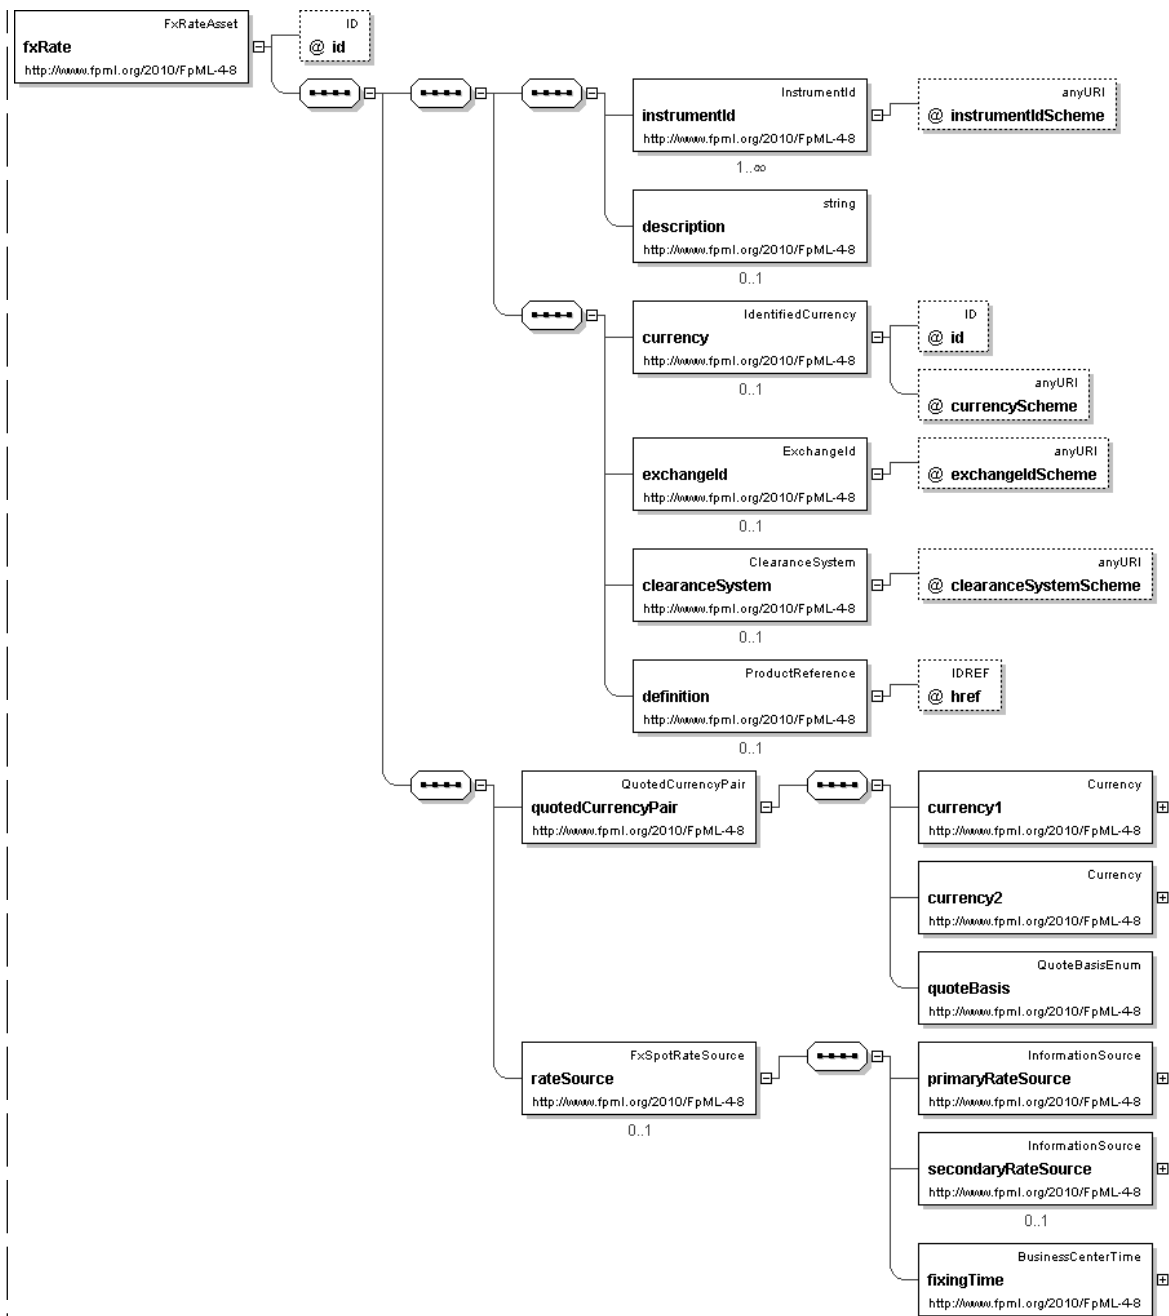 FxRateAsset
fxRate
http://www.fpml.org/2010/FpML-4-8
ID
@ id
InstrumentId
instrumentId
http://www.fpml.org/2010/FpML-4-8
1..∞
anyURI
@ instrumentIdScheme
string
description
http://www.fpml.org/2010/FpML-4-8
0..1
IdentifiedCurrency
currency
http://www.fpml.org/2010/FpML-4-8
0..1
ID
@ id
anyURI
@ currencyScheme
ExchangeId
exchangeId
http://www.fpml.org/2010/FpML-4-8
0..1
anyURI
@ exchangeIdScheme
ClearanceSystem
clearanceSystem
http://www.fpml.org/2010/FpML-4-8
0..1
anyURI
@ clearanceSystemScheme
ProductReference
definition
http://www.fpml.org/2010/FpML-4-8
0..1
IDREF
@ href
QuotedCurrencyPair
quotedCurrencyPair
http://www.fpml.org/2010/FpML-4-8
Currency
currency1
http://www.fpml.org/2010/FpML-4-8
Currency
currency2
http://www.fpml.org/2010/FpML-4-8
QuoteBasisEnum
quoteBasis
http://www.fpml.org/2010/FpML-4-8
FxSpotRateSource
rateSource
http://www.fpml.org/2010/FpML-4-8
0..1
InformationSource
primaryRateSource
http://www.fpml.org/2010/FpML-4-8
InformationSource
secondaryRateSource
http://www.fpml.org/2010/FpML-4-8
0..1
BusinessCenterTime
fixingTime
http://www.fpml.org/2010/FpML-4-8